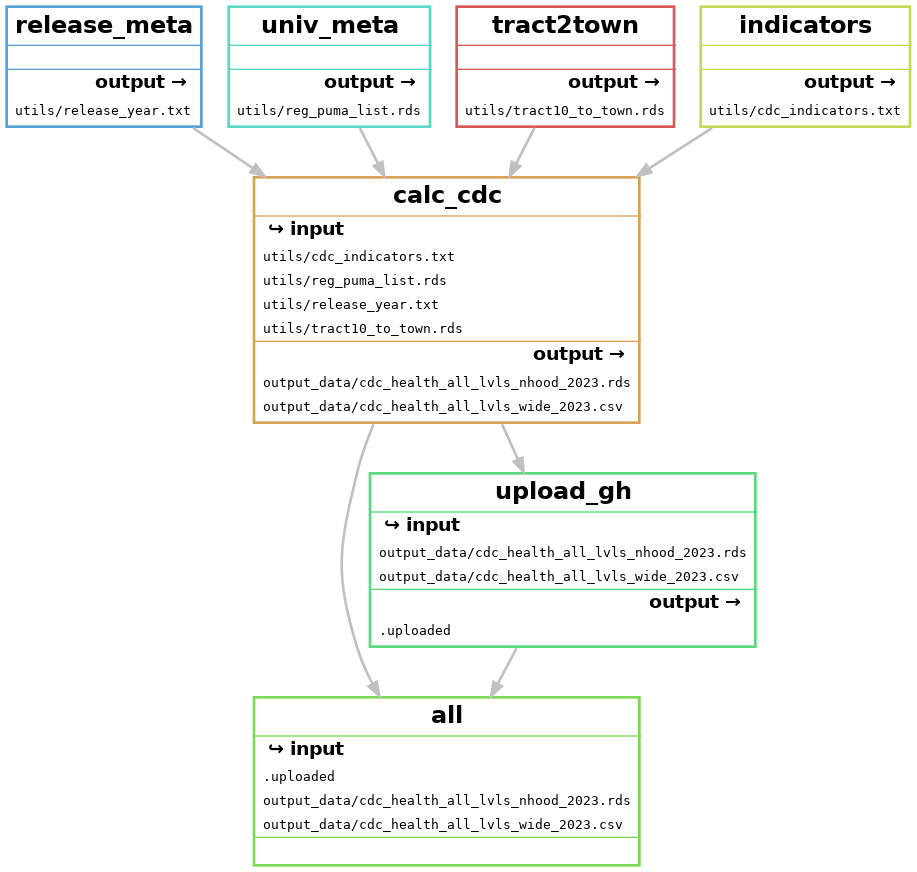 release_meta
output →
utils/release_year.txt
univ_meta
output →
utils/reg_puma_list.rds
tract2town
output →
utils/tract10_to_town.rds
indicators
output →
utils/cdc_indicators.txt
calc_cdc
↪ input
utils/cdc_indicators.txt
utils/reg_puma_list.rds
utils/release_year.txt
utils/tract10_to_town.rds
output →
output_data/cdc_health_all_lvls_nhood_2023.rds
output_data/cdc_health_all_lvls_wide_2023.csv
upload_gh
↪ input
output_data/cdc_health_all_lvls_nhood_2023.rds
output_data/cdc_health_all_lvls_wide_2023.csv
output →
.uploaded
all
↪ input
.uploaded
output_data/cdc_health_all_lvls_nhood_2023.rds
output_data/cdc_health_all_lvls_wide_2023.csv